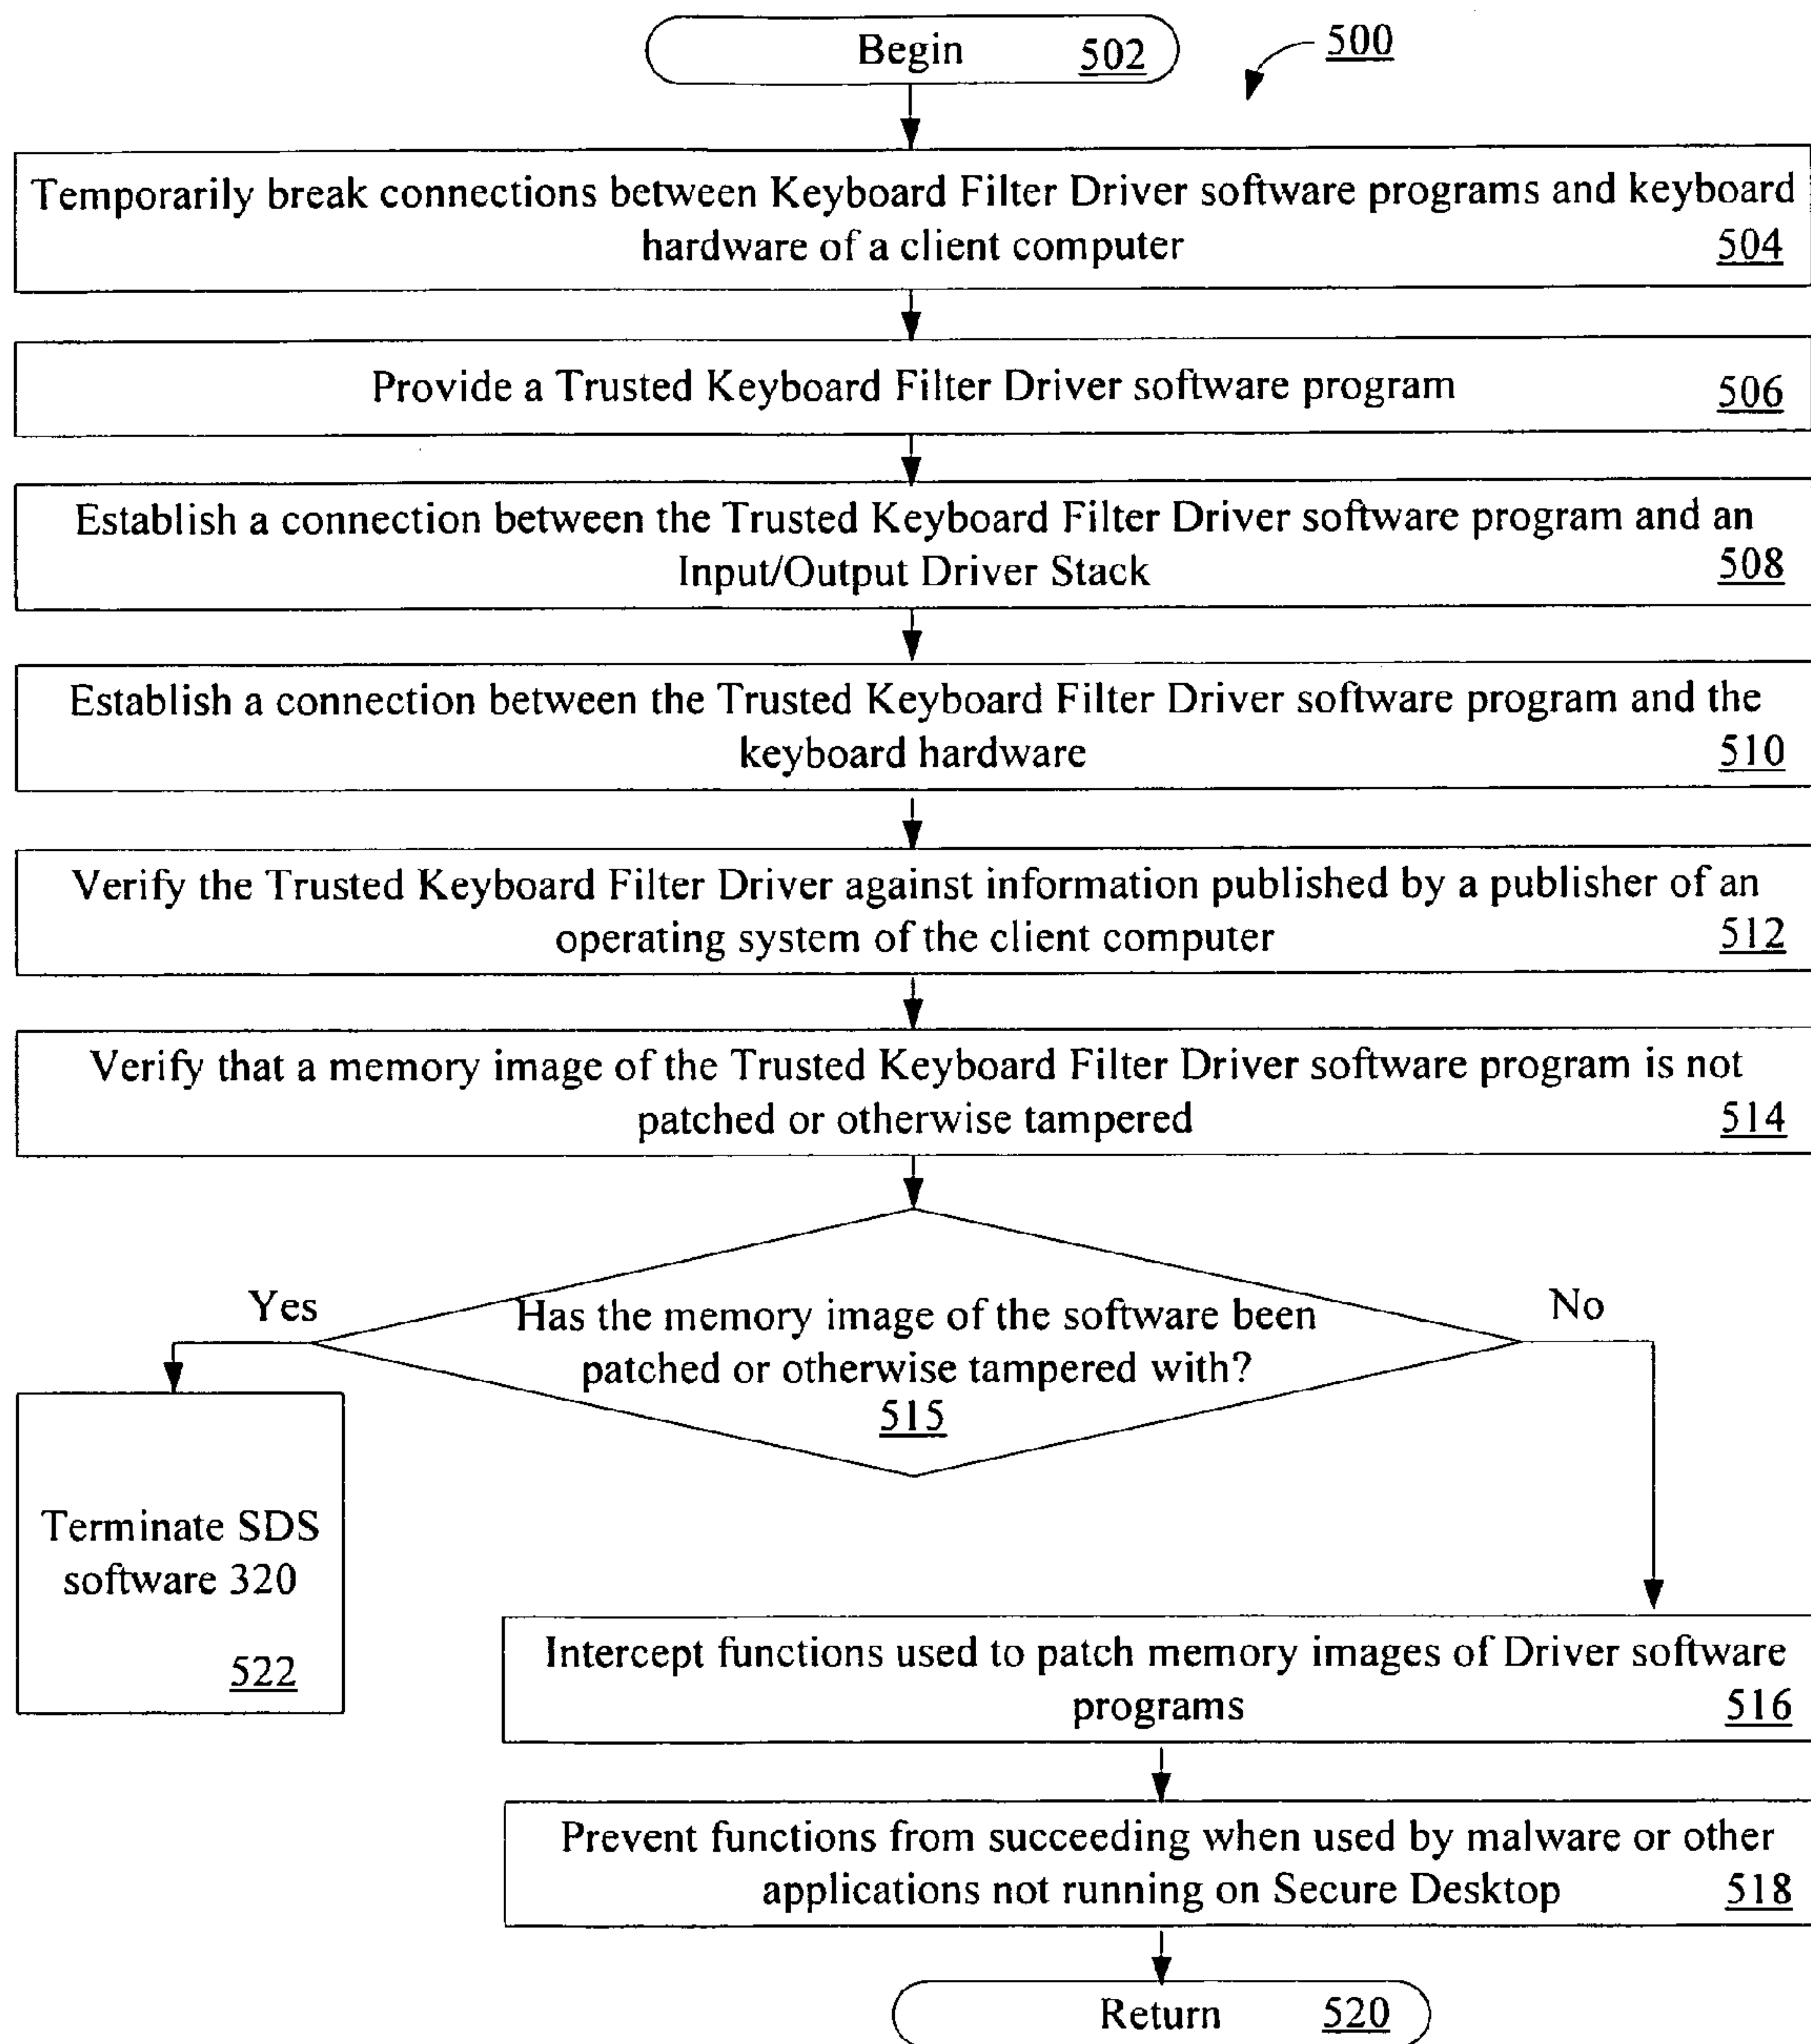 Begin 502
500
Temporarily break connections between Keyboard Filter Driver software programs and keyboard
hardware of a client computer 504
Provide a Trusted Keyboard Filter Driver software program 506
Establish a connection between the Trusted Keyboard Filter Driver software program and an
Input/Output Driver Stack 508
Establish a connection between the Trusted Keyboard Filter Driver software program and the
keyboard hardware 510
Verify the Trusted Keyboard Filter Driver against information published by a publisher of an
operating system of the client computer 512
Verify that a memory image of the Trusted Keyboard Filter Driver software program is not
patched or otherwise tampered 514
Yes
No
Has the memory image of the software been
patched or otherwise tampered with?
515
Terminate SDS
software 320
522
Intercept functions used to patch memory images of Driver software
programs 516
Prevent functions from succeeding when used by malware or other
applications not running on Secure Desktop 518
Return 520